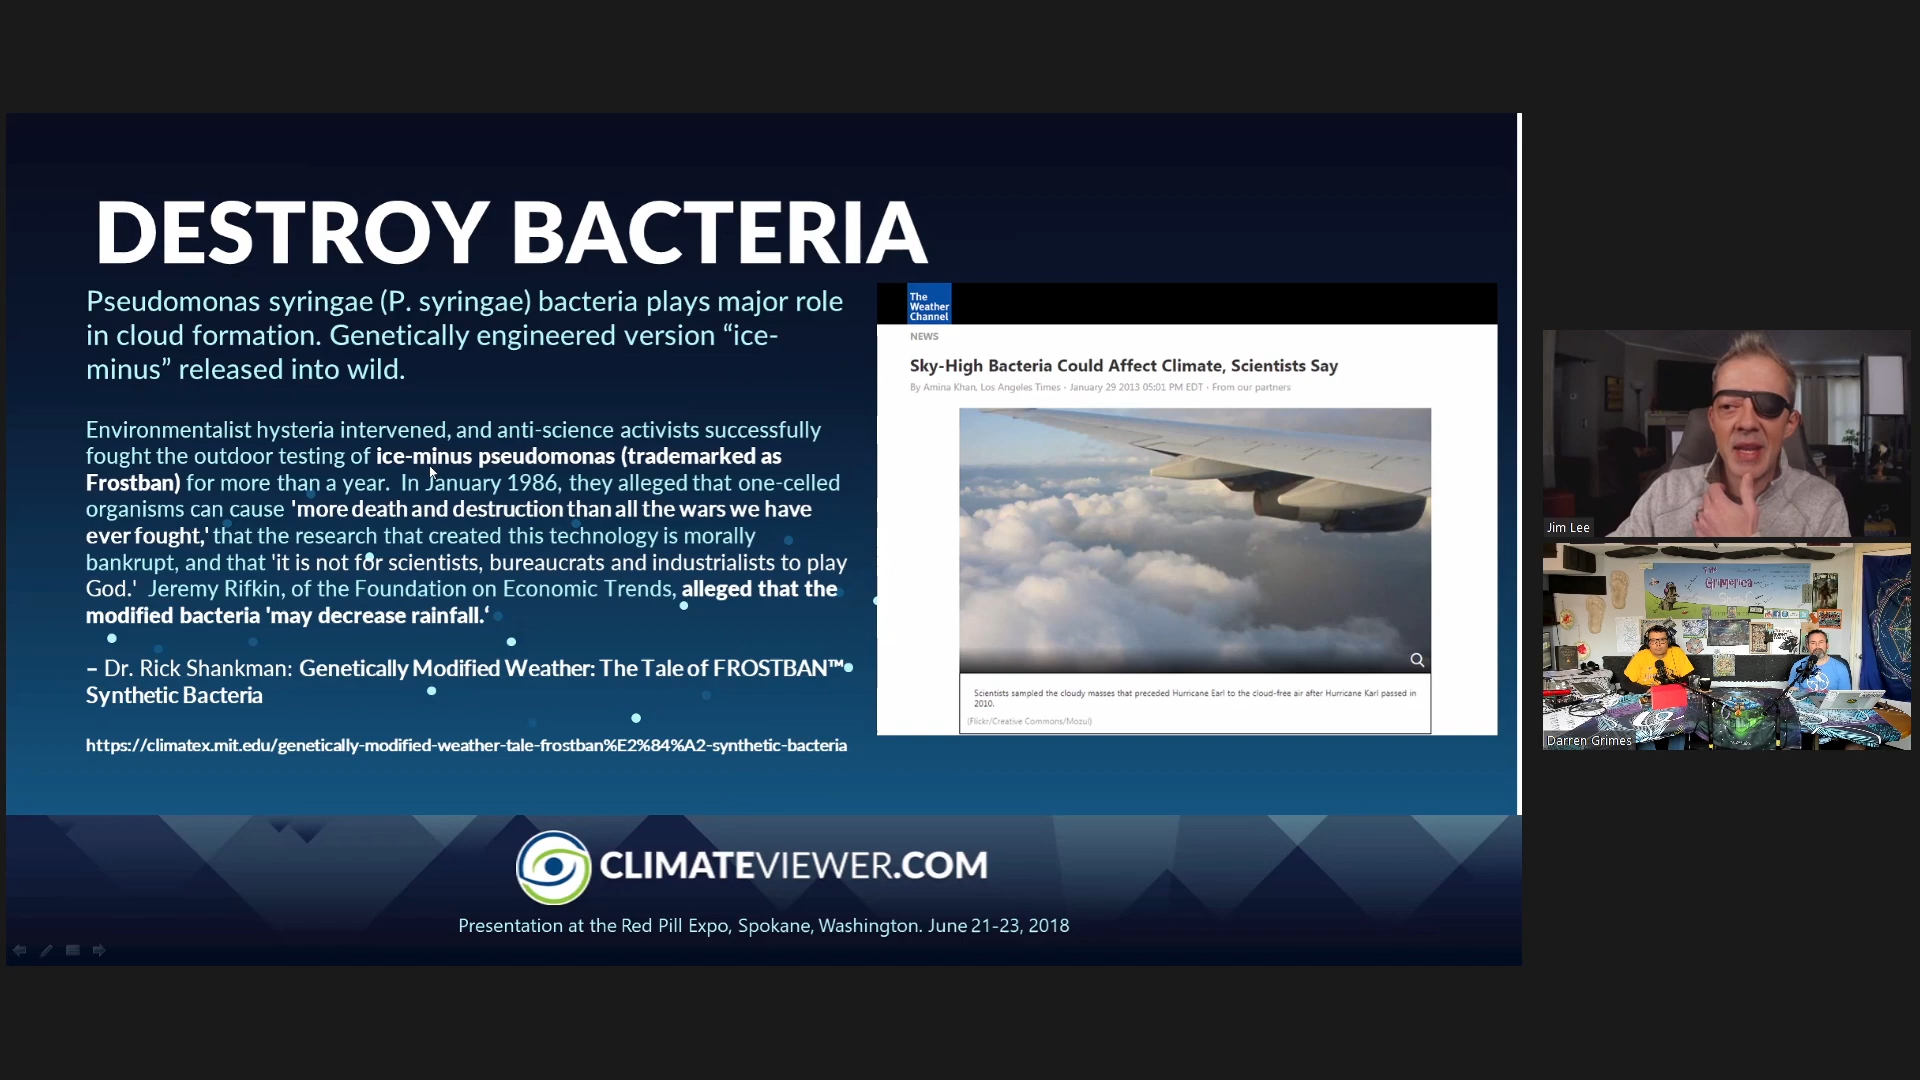 DESTROY BACTERIA
Pseudomonas syringae (P. syringae) bacteria plays major role
in cloud formation. Genetically engineered version “ice-
minus” released into wild.
Environmentalist hysteria intervened, and anti-science activists successfully
fought the outdoor testing of ice-minus pseudomonas (trademarked as
Frostban) for more than a year. In January 1986, they alleged that one-celled
organisms can cause 'more death and destruction than all the wars we have
ever fought,' that the research that created this technology is morally
bankrupt, and that 'it is not for scientists, bureaucrats and industrialists to play
God.' Jeremy Rifkin, of the Foundation on Economic Trends, alleged that the
modified bacteria 'may decrease rainfall.‘
– Dr. Rick Shankman: Genetically Modified Weather: The Tale of FROSTBAN™
Synthetic Bacteria
https://climatex.mit.edu/genetically-modified-weather-tale-frostban%E2%84%A2-synthetic-bacteria
The
Weather
Channel
NEWS
Sky-High Bacteria Could Affect Climate, Scientists Say
By Amina Khan, Los Angeles Times · January 29 2013 05:01 PM EDT · From our partners
Scientists sampled the cloudy masses that preceded Hurricane Earl to the cloud-free air after Hurricane Karl passed in
2010.
(Flickr/Creative Commons/Mozul)
CLIMATEVIEWER.COM
Presentation at the Red Pill Expo, Spokane, Washington. June 21-23, 2018
Jim Lee
Grimerica
Darren Grimes